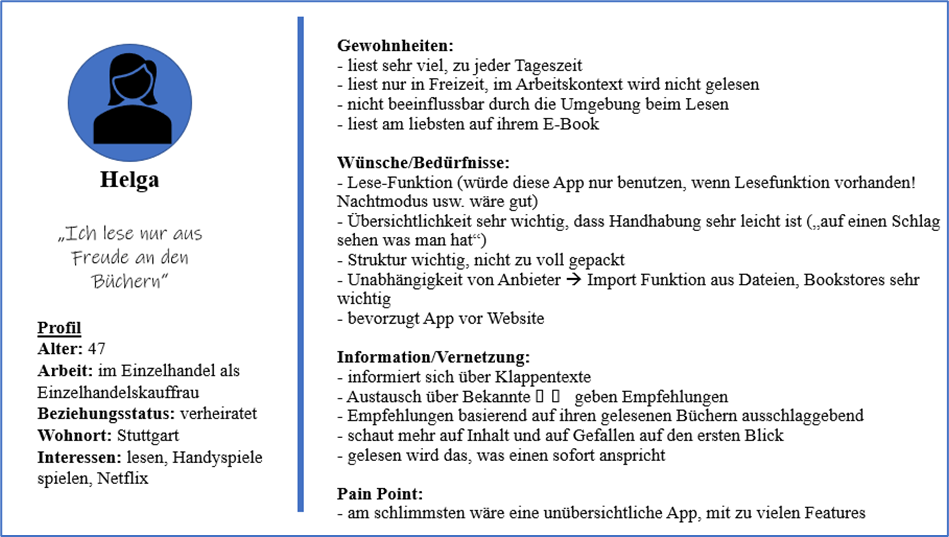 Helga
„Ich lese nur aus
Freude an den
Büchern“
Profil
Alter: 47
Arbeit: im Einzelhandel als
Einzelhandelskauffrau
Beziehungsstatus: verheiratet
Wohnort: Stuttgart
Interessen: lesen, Handyspiele
spielen, Netflix
Gewohnheiten:
- liest sehr viel, zu jeder Tageszeit
- liest nur in Freizeit, im Arbeitskontext wird nicht gelesen
- nicht beeinflussbar durch die Umgebung beim Lesen
- liest am liebsten auf ihrem E-Book
Wünsche/Bedürfnisse:
- Lese-Funktion (würde diese App nur benutzen, wenn Lesefunktion vorhanden!
Nachtmodus usw. wäre gut)
- Übersichtlichkeit sehr wichtig, dass Handhabung sehr leicht ist („auf einen Schlag
sehen was man hat“)
- Struktur wichtig, nicht zu voll gepackt
- Unabhängigkeit von Anbieter → Import Funktion aus Dateien, Bookstores sehr
wichtig
- bevorzugt App vor Website
Information/Vernetzung:
- informiert sich über Klappentexte
- Austausch über Bekannte ▯ ▯ geben Empfehlungen
- Empfehlungen basierend auf ihren gelesenen Büchern ausschlaggebend
- schaut mehr auf Inhalt und auf Gefallen auf den ersten Blick
- gelesen wird das, was einen sofort anspricht
Pain Point:
- am schlimmsten wäre eine unübersichtliche App, mit zu vielen Features